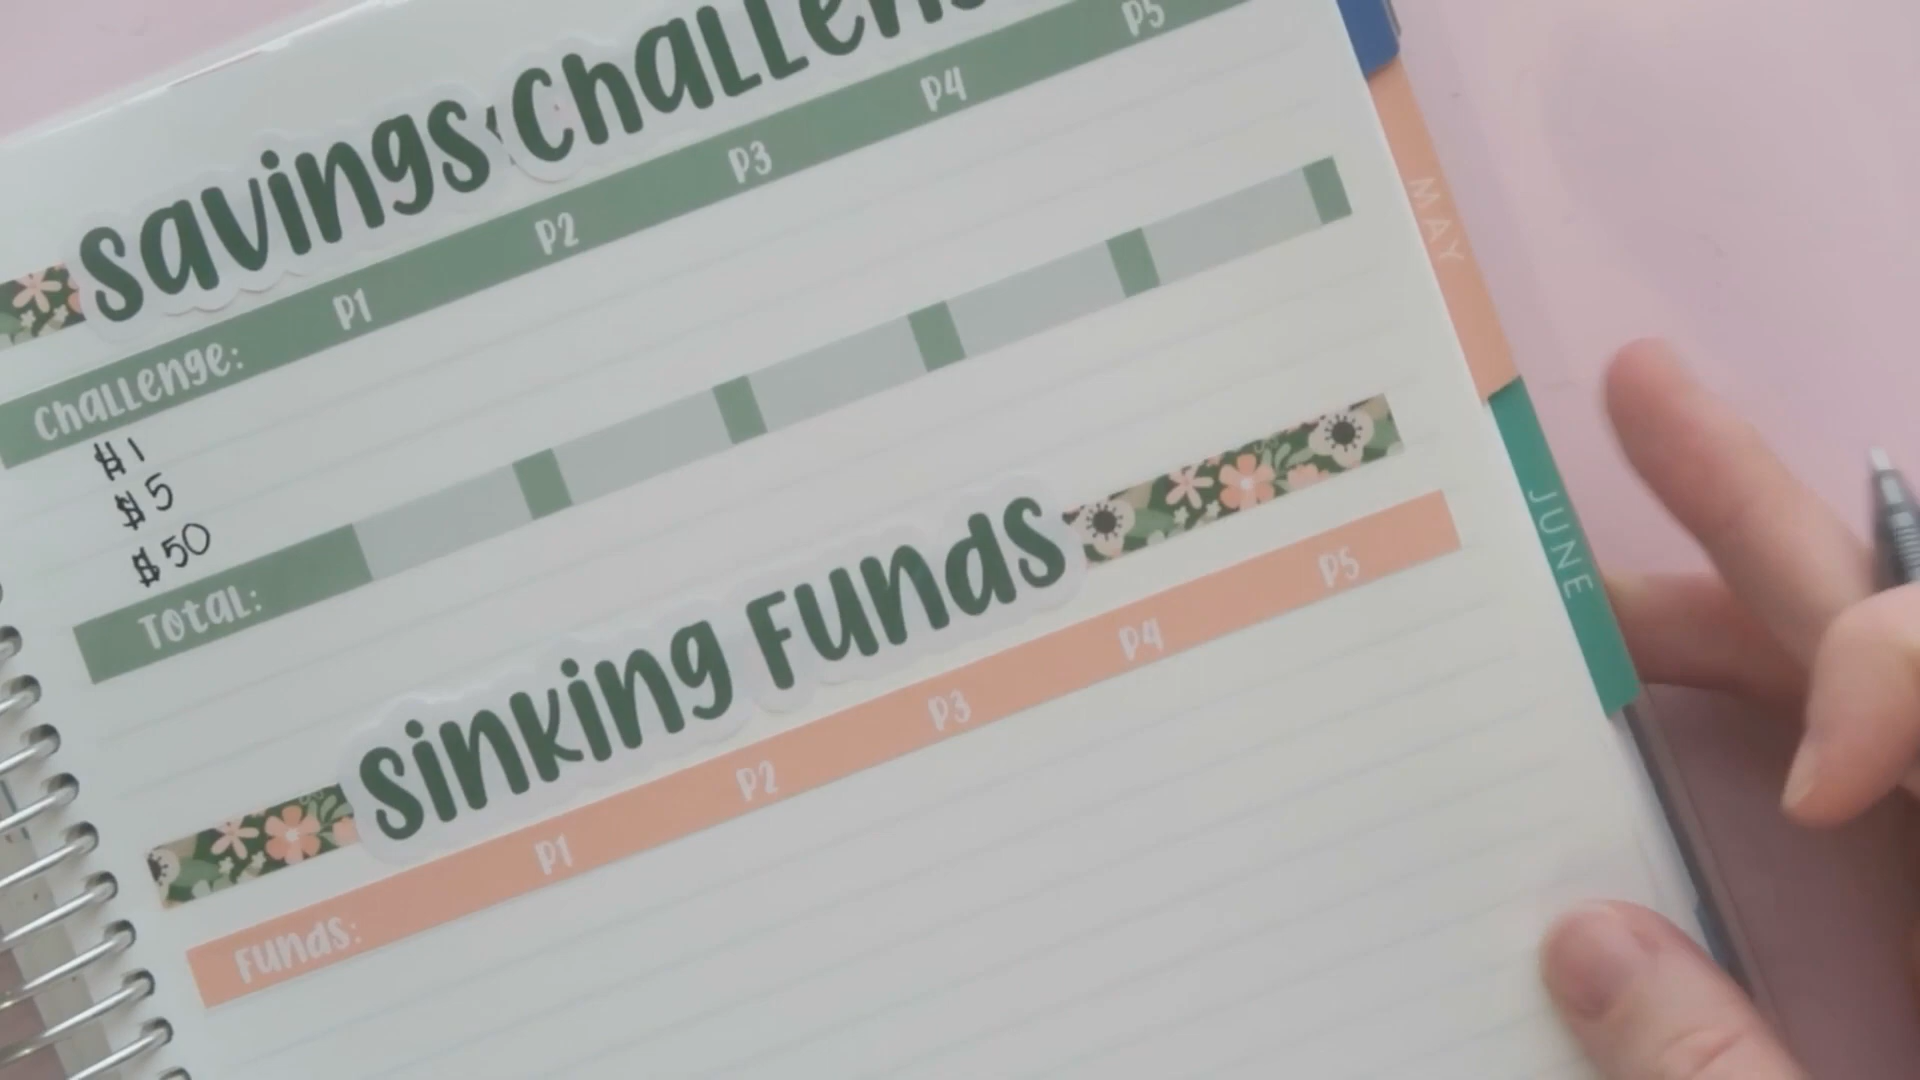 Savings Challen
Challenge: P1 P2 P3 P4 P5
$1
$5
$50
Total:
Sinking Funds
Funds: P1 P2 P3 P4 P5
MAY
JUNE